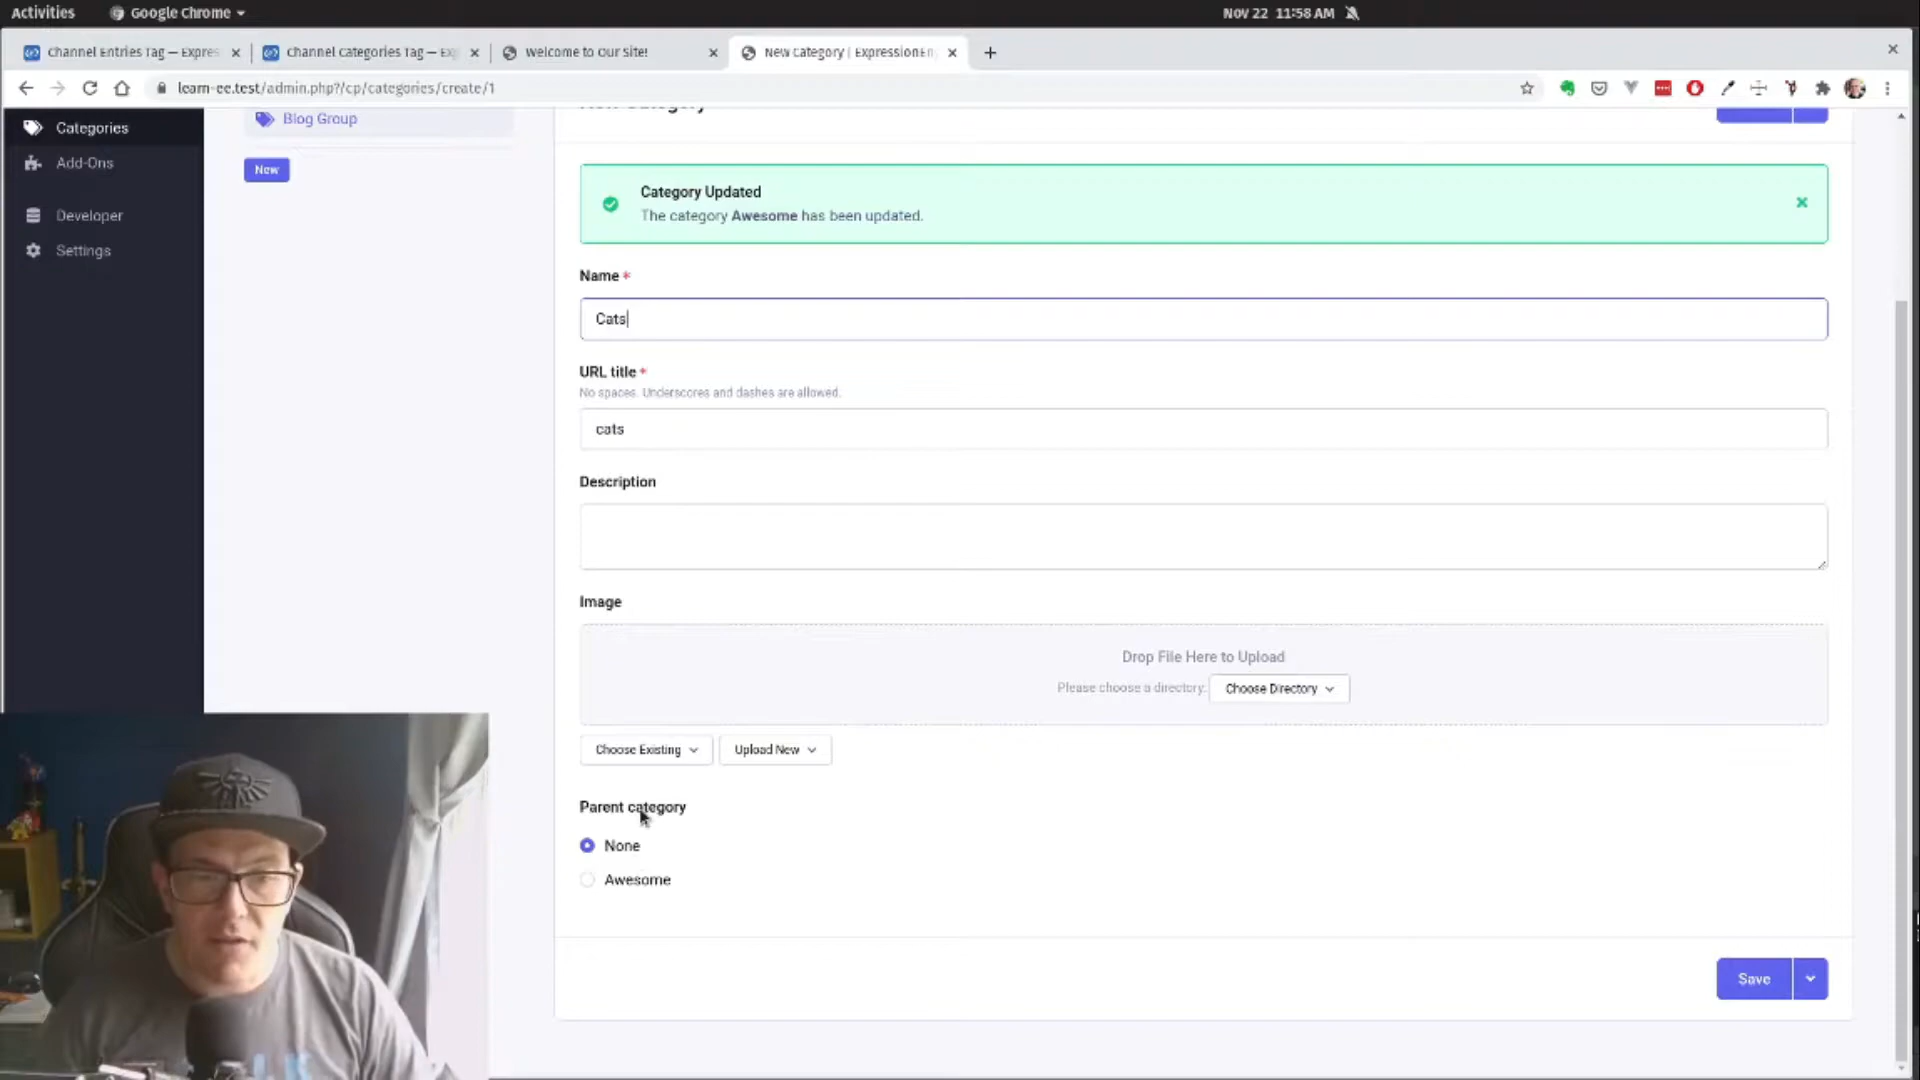 Activities
Google Chrome
Nov 22 11:58 AM
Channel Entries Tag — Expres
Channel Categories Tag — Exp
Welcome to Our Site!
New Category | ExpressionEn
learn-ee.test/admin.php?/cp/categories/create/1
Categories
Add-Ons
Developer
Settings
Blog Group
New
New Category
Category Updated
The category Awesome has been updated.
Name *
Cats
URL title *
No spaces. Underscores and dashes are allowed.
cats
Description
Image
Drop File Here to Upload
Please choose a directory: Choose Directory
Choose Existing
Upload New
Parent category
None
Awesome
Save